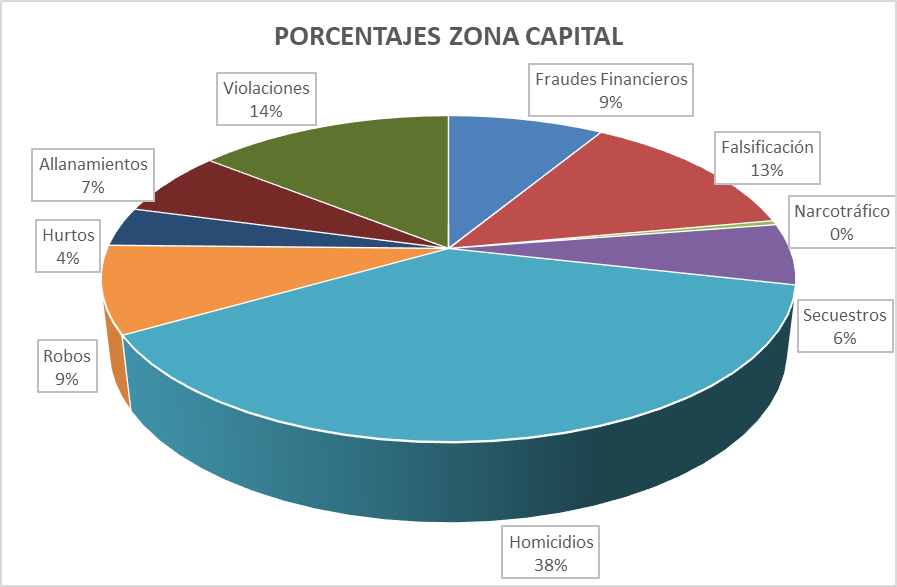 PORCENTAJES ZONA CAPITAL
Violaciones
14%
Fraudes Financieros
9%
Falsificación
13%
Allanamientos
7%
Narcotráfico
0%
Hurtos
4%
Secuestros
6%
Robos
9%
Homicidios
38%